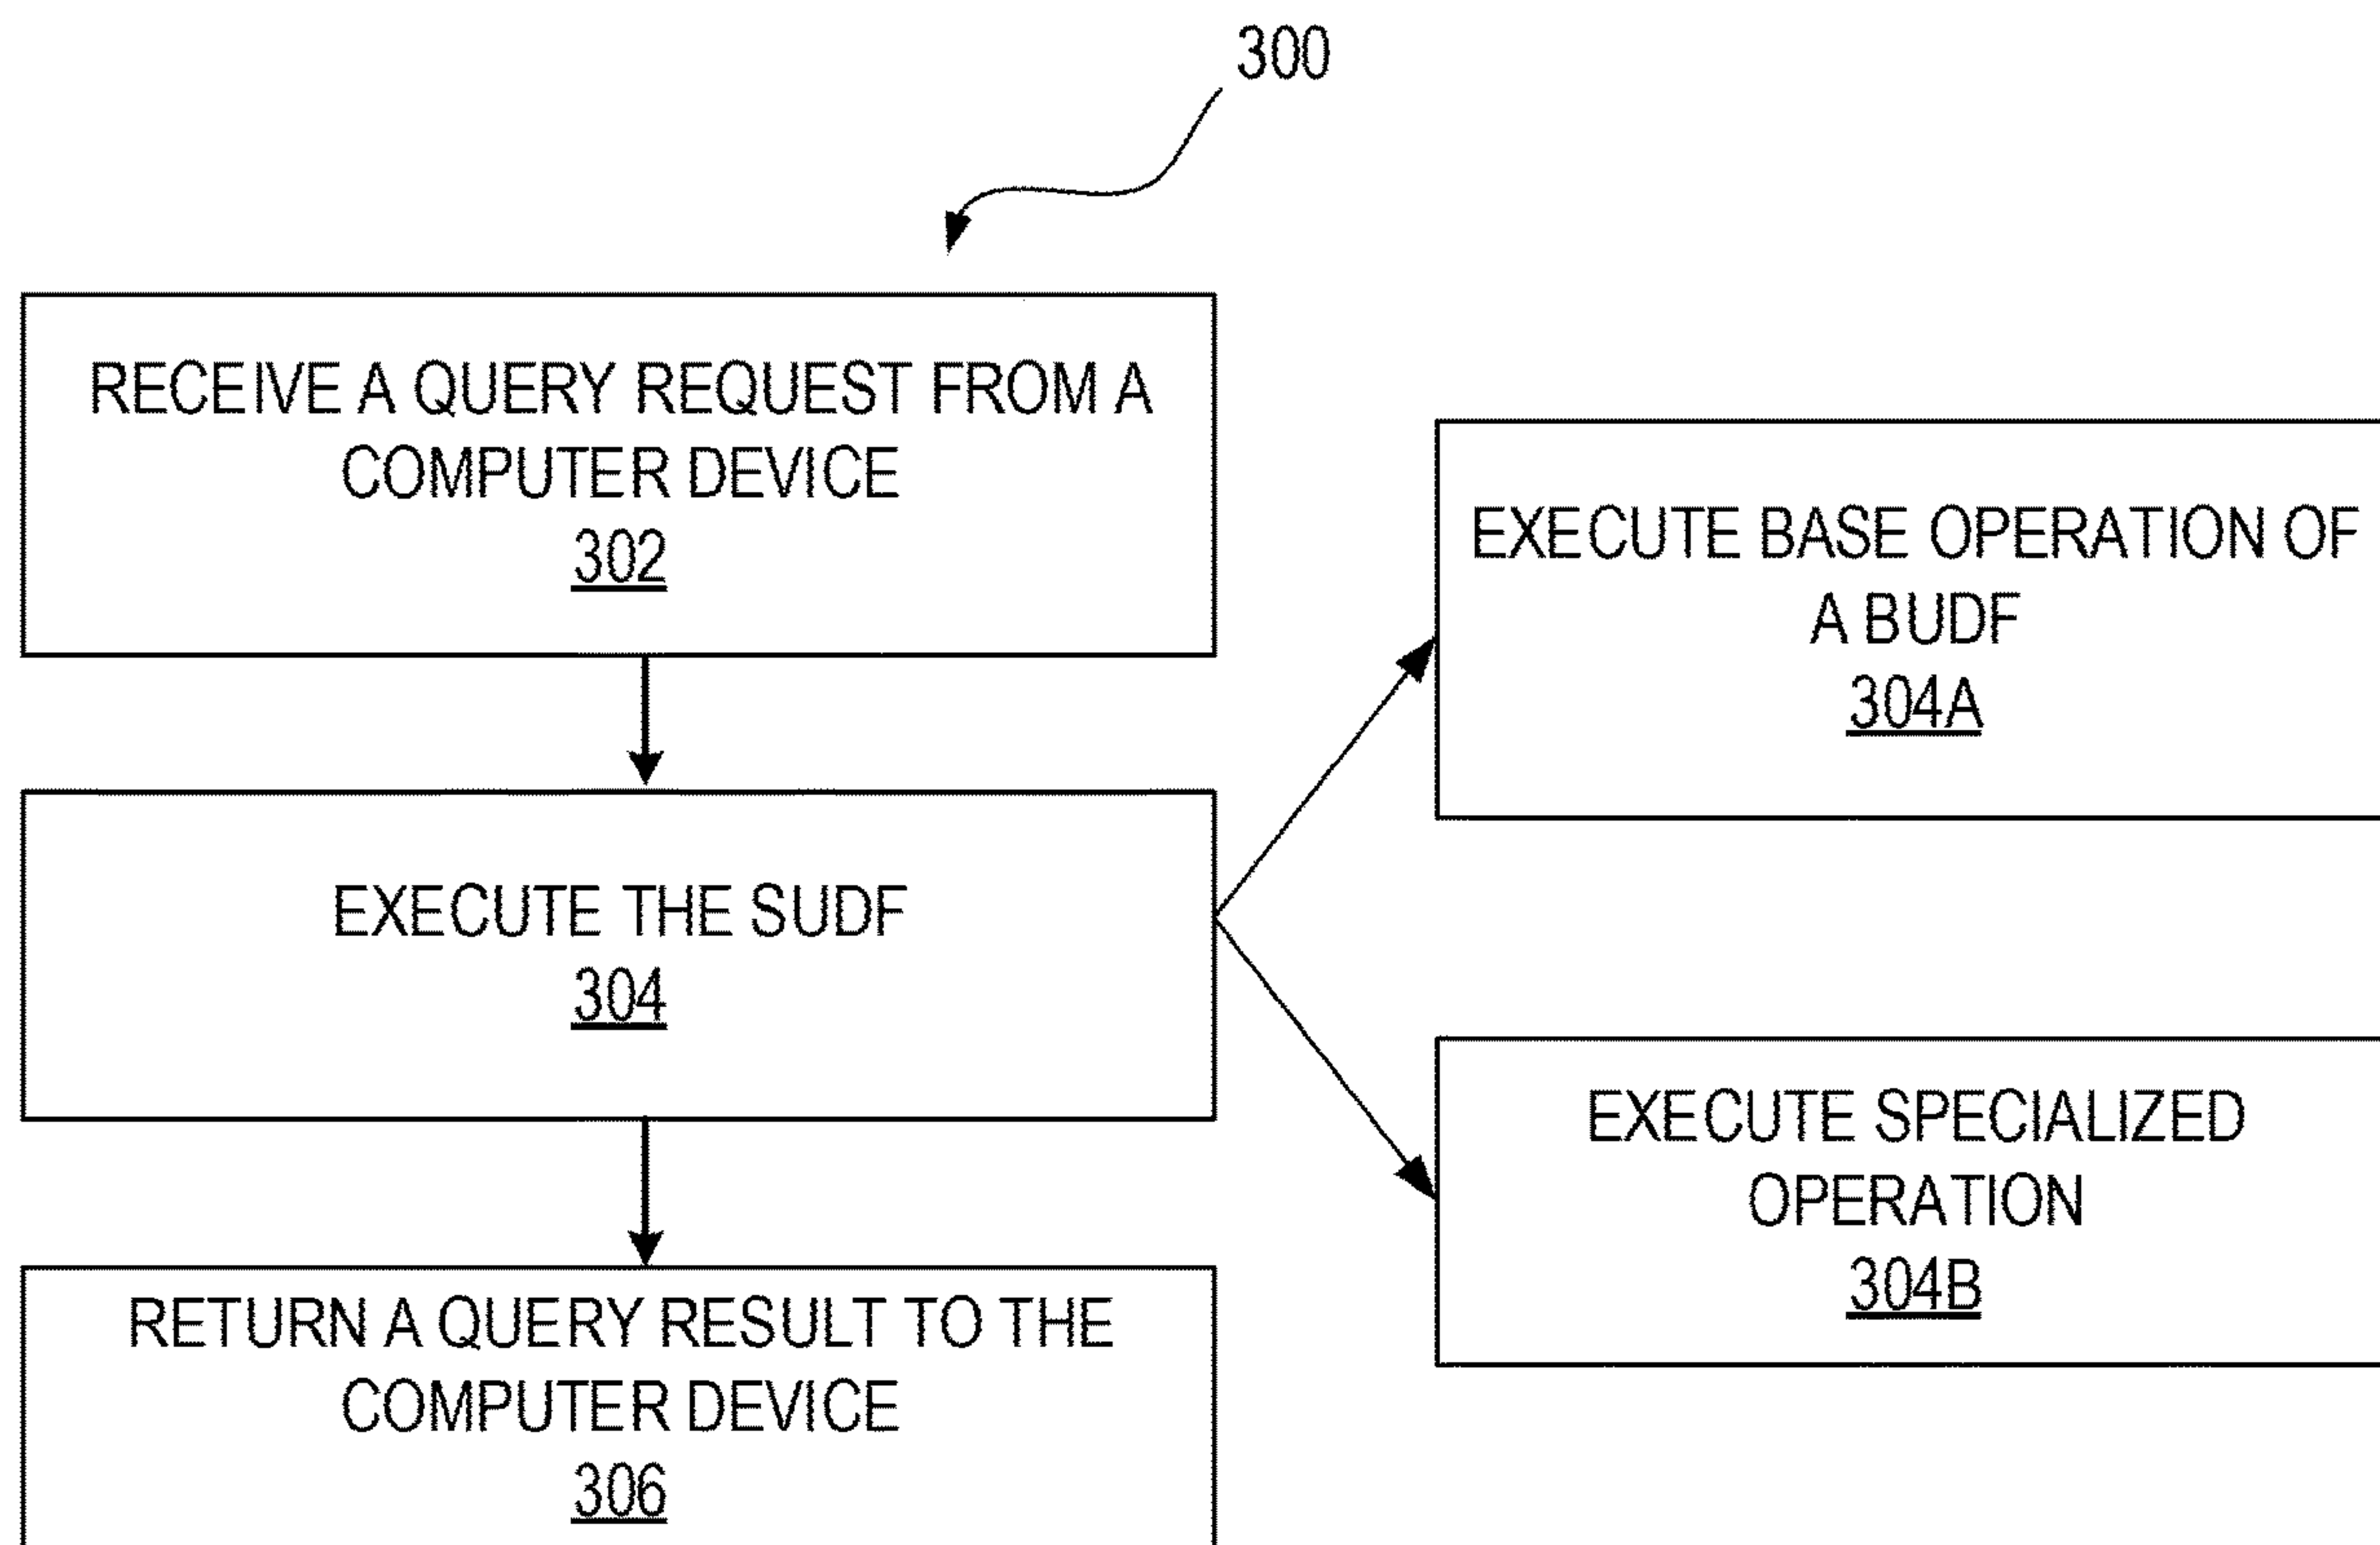 300
RECEIVE A QUERY REQUEST FROM A
COMPUTER DEVICE
302
EXECUTE BASE OPERATION OF
A BUDF
304A
EXECUTE THE SUDF
304
EXECUTE SPECIALIZED
OPERATION
304B
RETURN A QUERY RESULT TO THE
COMPUTER DEVICE
306